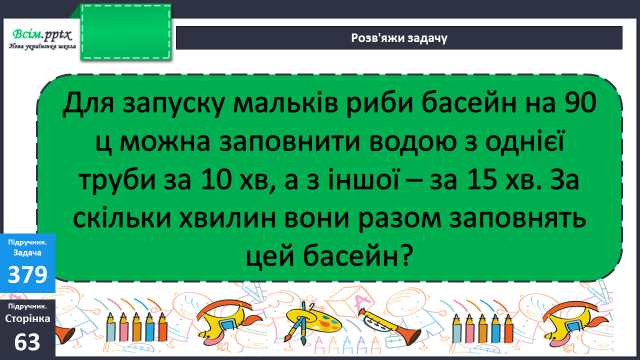 Всім.pptx
Нова українська школа
Розв'яжи задачу
Для запуску мальків риби басейн на 90
ц можна заповнити водою з однієї
труби за 10 хв, а з іншої – за 15 хв. За
скільки хвилин вони разом заповнять
цей басейн?
Підручник.
Задача
379
Підручник.
Сторінка
63